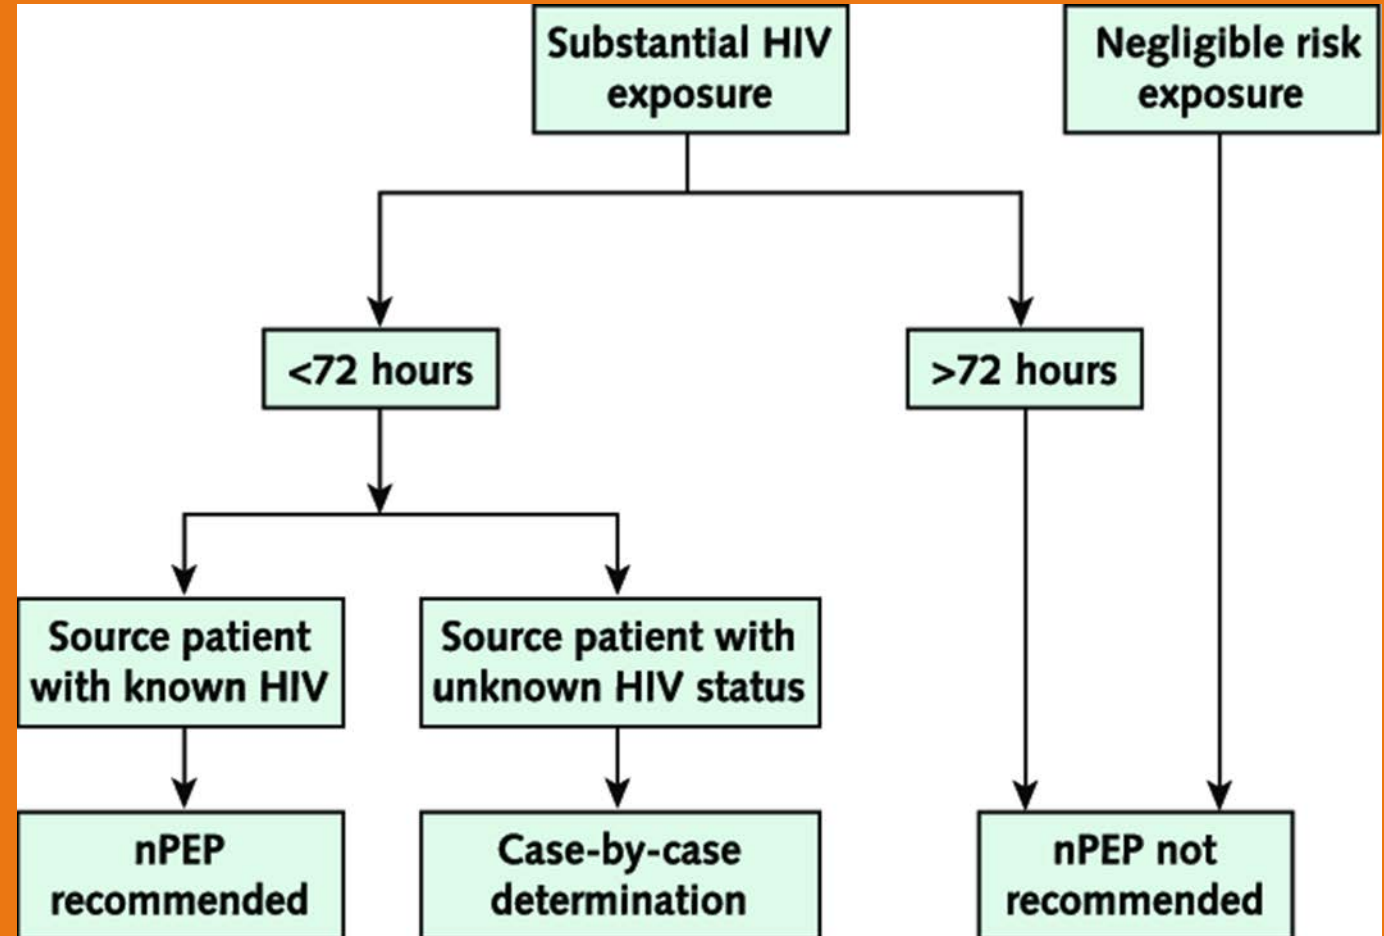 Substantial HIV
exposure
Negligible risk
exposure
<72 hours
>72 hours
Source patient
with known HIV
Source patient with
unknown HIV status
nPEP
recommended
Case-by-case
determination
nPEP not
recommended